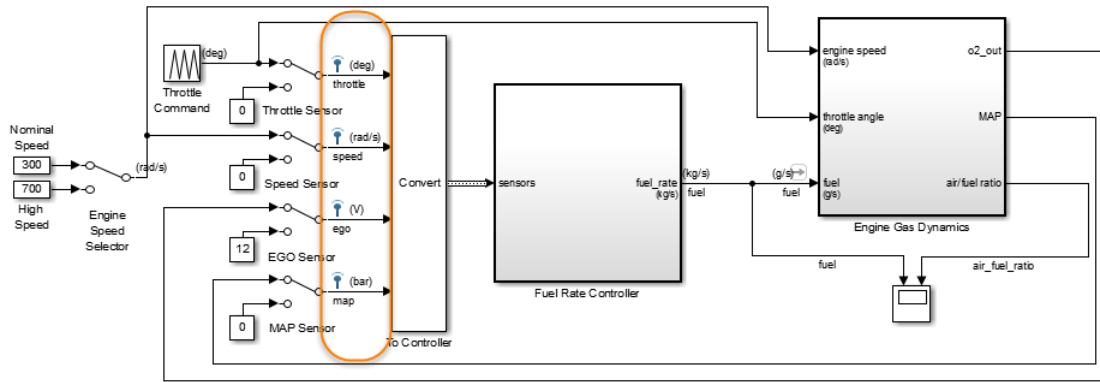 (deg)
Throttle
Command
0
Throttle Sensor
Nominal
Speed
300
700
High
Speed
(rad/s)
Engine
Speed
Selector
0
Speed Sensor
12
EGO Sensor
0
MAP Sensor
(deg)
throttle
(rad/s)
speed
(V)
ego
(bar)
map
Convert
To Controller
sensors
fuel_rate
(kg/s)
Fuel Rate Controller
(kg/s)
fuel
(g/s)
fuel
engine speed
(rad/s)
throttle angle
(deg)
fuel
(g/s)
o2_out
MAP
air/fuel ratio
Engine Gas Dynamics
fuel
air_fuel_ratio